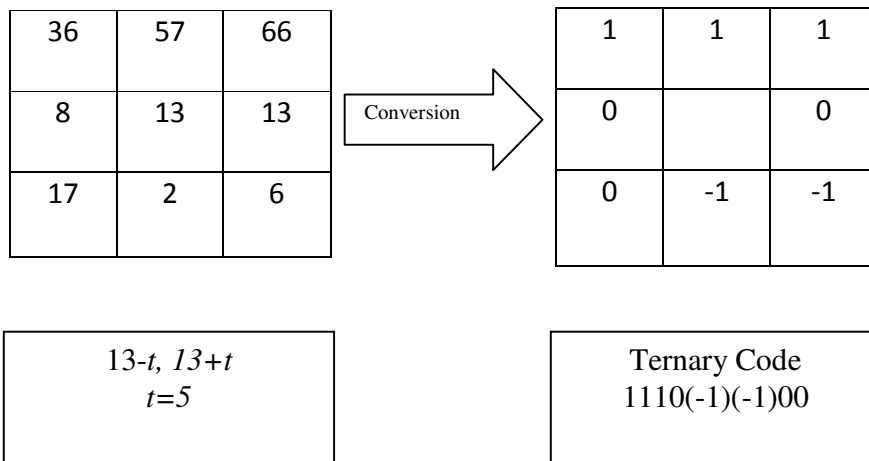 36 57 66
8 13 13
17 2 6
Conversion
1 1 1
0 0
0 -1 -1
13-t, 13+t
t=5
Ternary Code
1110(-1)(-1)00